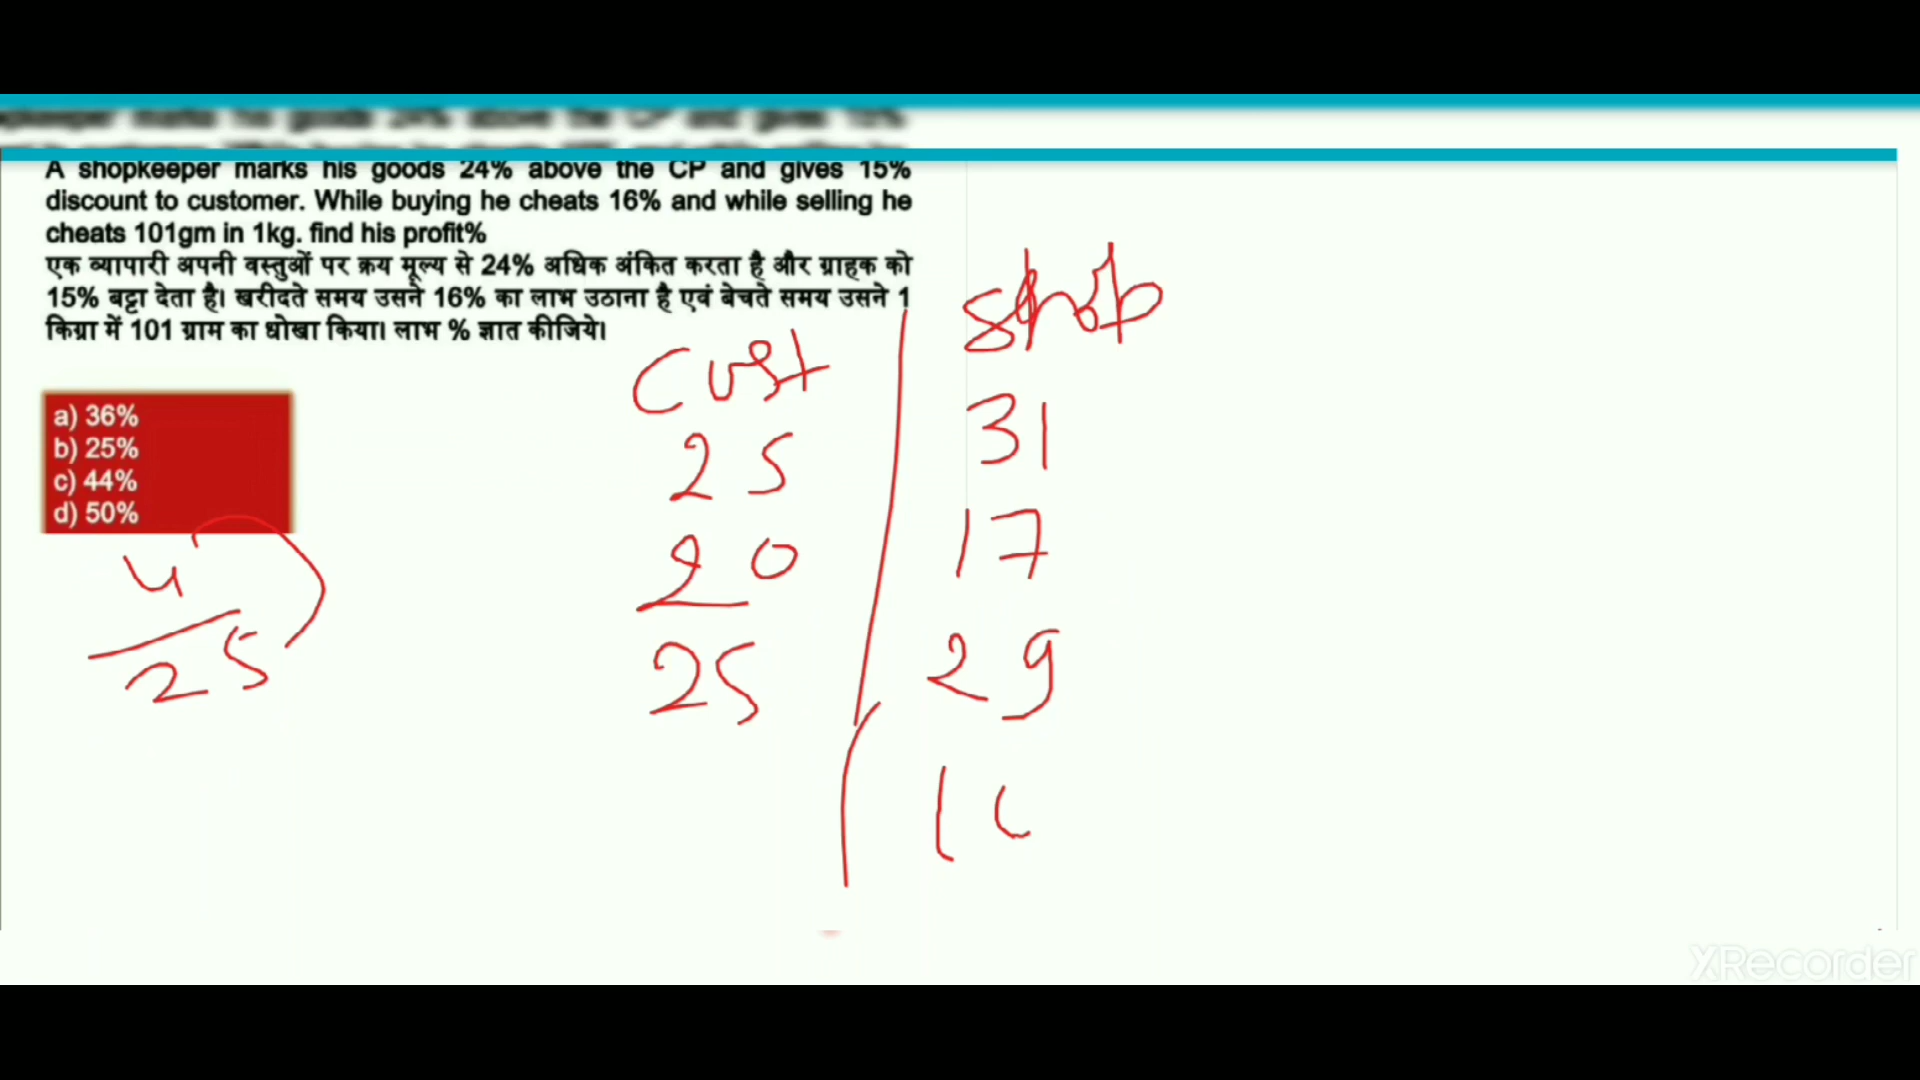 A shopkeeper marks his goods 24% above the CP and gives 15%
discount to customer. While buying he cheats 16% and while selling he
cheats 101gm in 1kg. find his profit%
एक व्यापारी अपनी वस्तुओं पर क्रय मूल्य से 24% अधिक अंकित करता है और ग्राहक को
15% बट्टा देता है। खरीदते समय उसने 16% का लाभ उठाना है एवं बेचते समय उसने 1
किग्रा में 101 ग्राम का धोखा किया। लाभ % ज्ञात कीजिये।
a) 36%
b) 25%
c) 44%
d) 50%
4
25
Cust
25
20
25
Shop
31
17
29
XRecorder